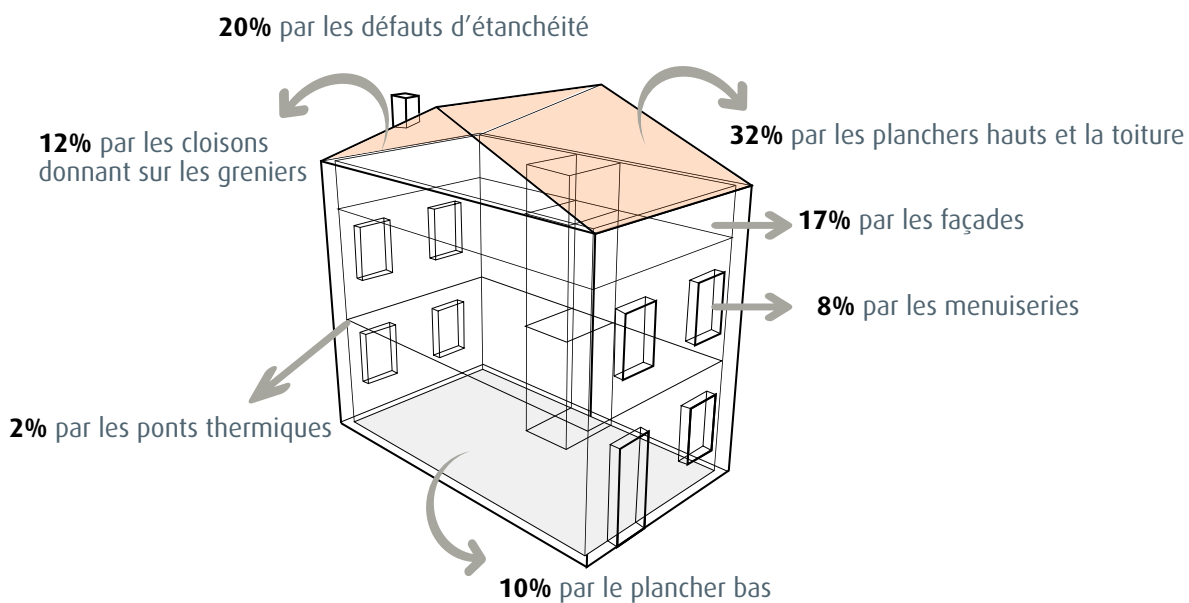 20% par les défauts d'étanchéité
12% par les cloisons
donnant sur les greniers
32% par les planchers hauts et la toiture
17% par les façades
8% par les menuiseries
2% par les ponts thermiques
10% par le plancher bas